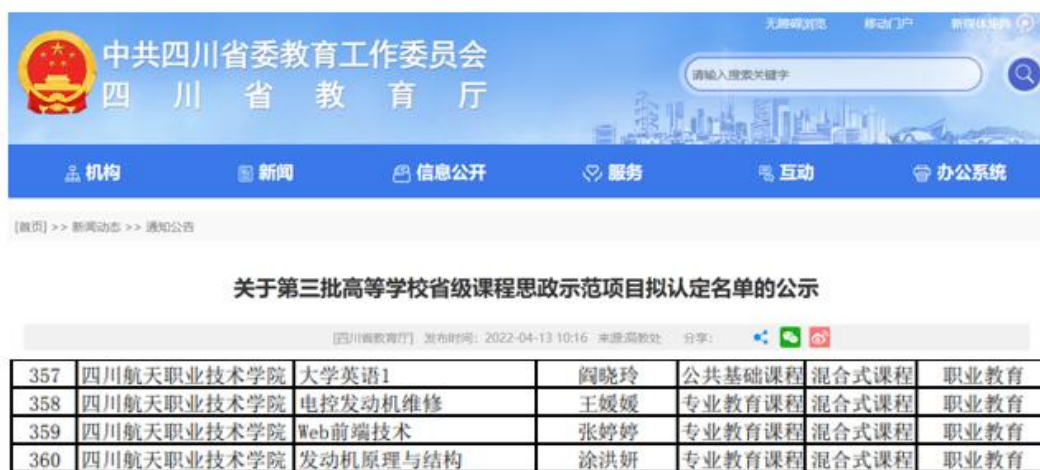 无障碍浏览 移动门户 新媒体矩阵
中共四川省委教育工作委员会
四川省教育厅
请输入搜索关键字
机构 新闻 信息公开 服务 互动 办公系统
[首页] >> 新闻动态 >> 通知公告
关于第三批高等学校省级课程思政示范项目拟认定名单的公示
[四川省教育厅] 发布时间：2022-04-13 10:16 来源:高教处 分享：
357 四川航天职业技术学院 大学英语1 阎晓玲 公共基础课程 混合式课程 职业教育
358 四川航天职业技术学院 电控发动机维修 王媛媛 专业教育课程 混合式课程 职业教育
359 四川航天职业技术学院 Web前端技术 张婷婷 专业教育课程 混合式课程 职业教育
360 四川航天职业技术学院 发动机原理与结构 涂洪妍 专业教育课程 混合式课程 职业教育